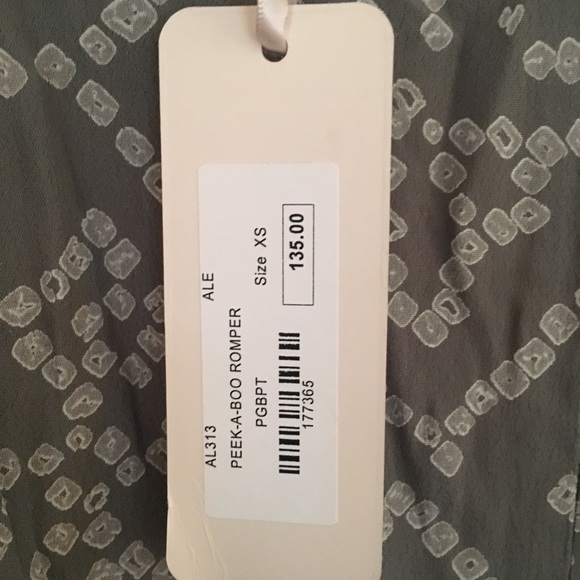 AL313 ALE
PEEK-A-BOO ROMPER
PGBPT Size XS
135.00
177365